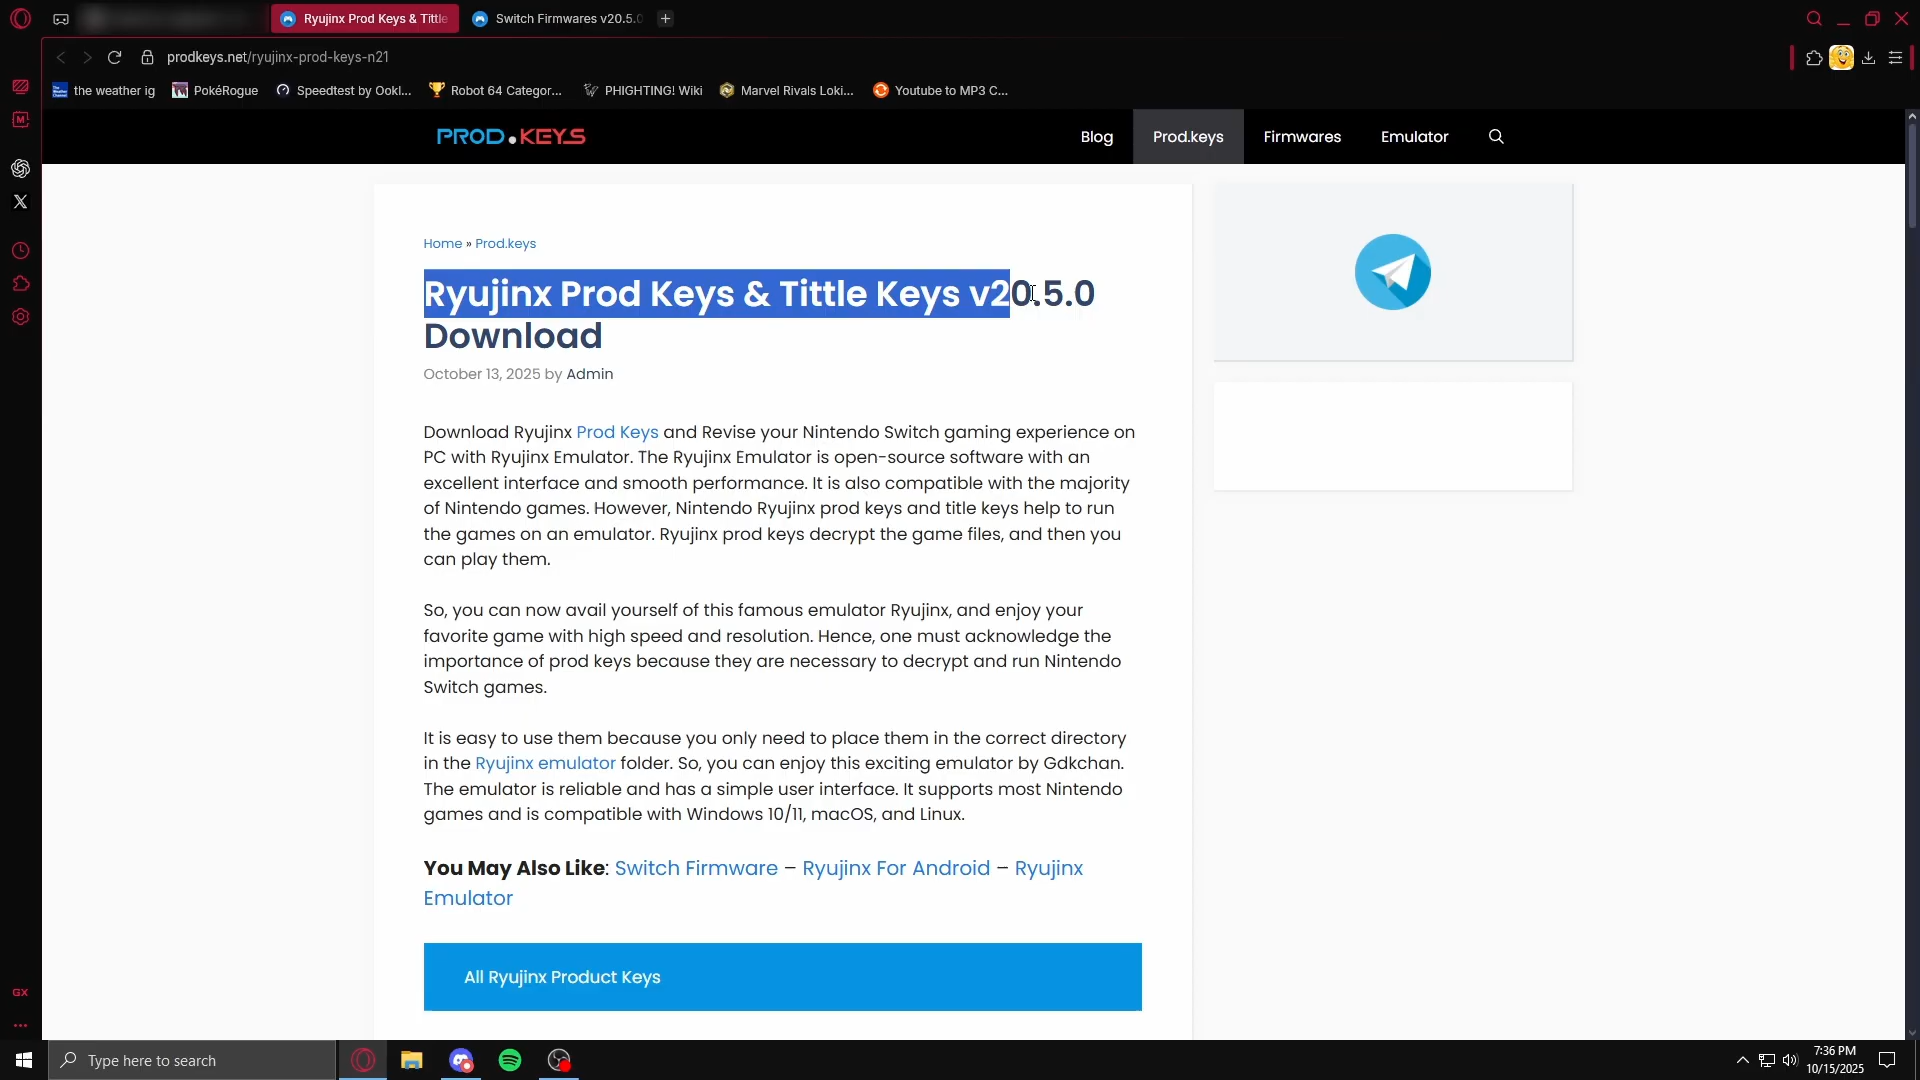 Ryujinx Prod Keys & Tittle
Switch Firmwares v20.5.0
prodkeys.net/ryujinx-prod-keys-n21
the weather ig
PokéRogue
Speedtest by Ookl...
Robot 64 Categor...
PHIGHTING! Wiki
Marvel Rivals Loki...
Youtube to MP3 C...
PROD.KEYS
Blog
Prod.keys
Firmwares
Emulator
Home » Prod.keys
Ryujinx Prod Keys & Tittle Keys v20.5.0
Download
October 13, 2025 by Admin
Download Ryujinx Prod Keys and Revise your Nintendo Switch gaming experience on
PC with Ryujinx Emulator. The Ryujinx Emulator is open-source software with an
excellent interface and smooth performance. It is also compatible with the majority
of Nintendo games. However, Nintendo Ryujinx prod keys and title keys help to run
the games on an emulator. Ryujinx prod keys decrypt the game files, and then you
can play them.
So, you can now avail yourself of this famous emulator Ryujinx, and enjoy your
favorite game with high speed and resolution. Hence, one must acknowledge the
importance of prod keys because they are necessary to decrypt and run Nintendo
Switch games.
It is easy to use them because you only need to place them in the correct directory
in the Ryujinx emulator folder. So, you can enjoy this exciting emulator by Gdkchan.
The emulator is reliable and has a simple user interface. It supports most Nintendo
games and is compatible with Windows 10/11, macOS, and Linux.
You May Also Like: Switch Firmware – Ryujinx For Android – Ryujinx
Emulator
All Ryujinx Product Keys
GX
Type here to search
7:36 PM
10/15/2025